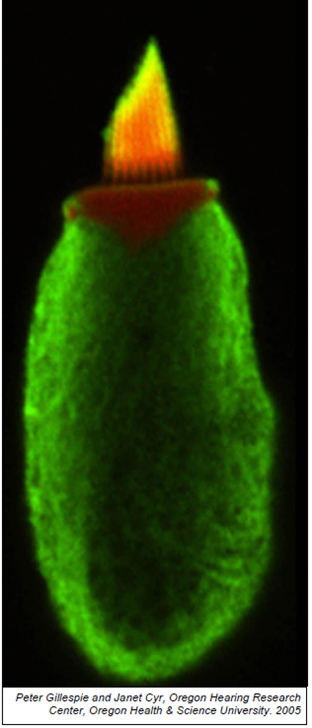 Peter Gillespie and Janet Cyr, Oregon Hearing Research
Center, Oregon Health & Science University. 2005